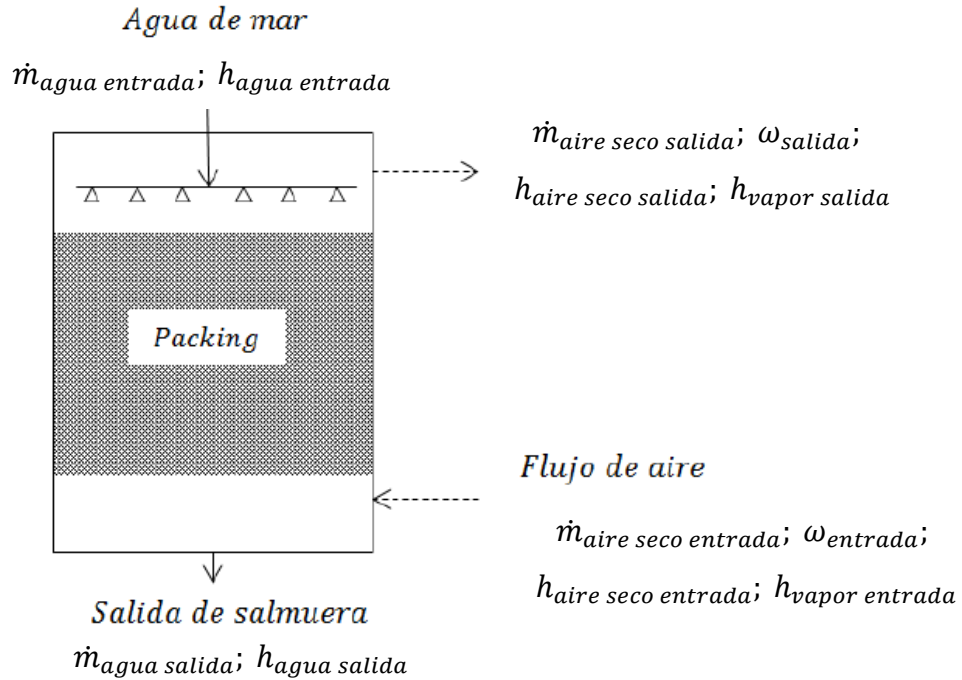 Agua de mar
ṁ_agua entrada; h_agua entrada
ṁ_aire seco salida; ω_salida;
h_aire seco salida; h_vapor salida
Packing
Flujo de aire
ṁ_aire seco entrada; ω_entrada;
h_aire seco entrada; h_vapor entrada
Salida de salmuera
ṁ_agua salida; h_agua salida